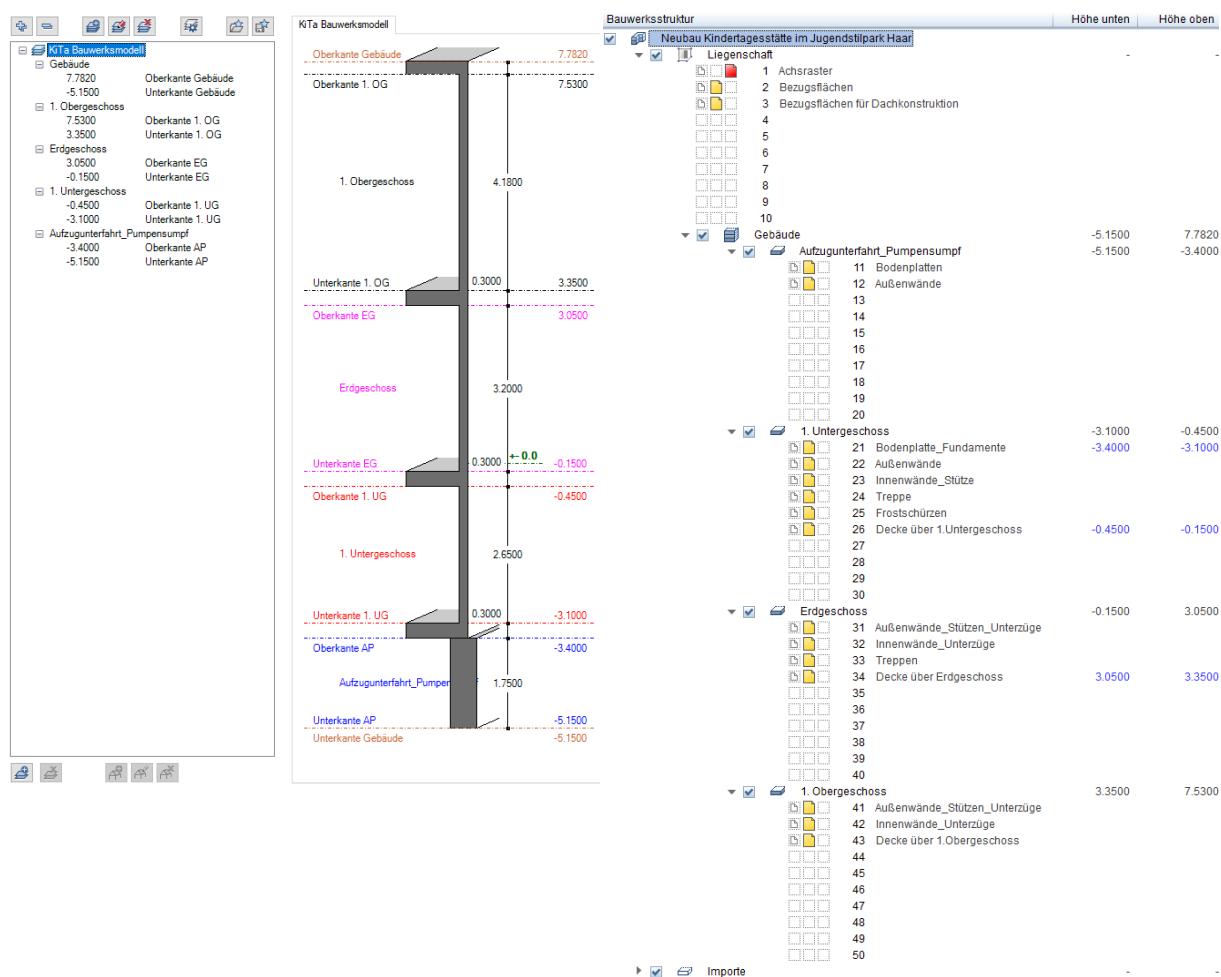 KiTa Bauwerksmodell
Gebäude
7.7820 Oberkante Gebäude
-5.1500 Unterkante Gebäude
1. Obergeschoss
7.5300 Oberkante 1. OG
3.3500 Unterkante 1. OG
Erdgeschoss
3.0500 Oberkante EG
-0.1500 Unterkante EG
1. Untergeschoss
-0.4500 Oberkante 1. UG
-3.1000 Unterkante 1. UG
Aufzugunterfahrt_Pumpensumpf
-3.4000 Oberkante AP
-5.1500 Unterkante AP
KiTa Bauwerksmodell
Oberkante Gebäude 7.7820
Oberkante 1. OG 7.5300
1. Obergeschoss 4.1800
Unterkante 1. OG 0.3000 3.3500
Oberkante EG 3.0500
Erdgeschoss 3.2000
+- 0.0
Unterkante EG 0.3000 -0.1500
Oberkante 1. UG -0.4500
1. Untergeschoss 2.6500
Unterkante 1. UG 0.3000 -3.1000
Oberkante AP -3.4000
Aufzugunterfahrt_Pumpen f 1.7500
Unterkante AP -5.1500
Unterkante Gebäude -5.1500
Bauwerksstruktur Höhe unten Höhe oben
Neubau Kindertagesstätte im Jugendstilpark Haar
Liegenschaft - -
1 Achsraster
2 Bezugsflächen
3 Bezugsflächen für Dachkonstruktion
4
5
6
7
8
9
10
Gebäude -5.1500 7.7820
Aufzugunterfahrt_Pumpensumpf -5.1500 -3.4000
11 Bodenplatten
12 Außenwände
13
14
15
16
17
18
19
20
1. Untergeschoss -3.1000 -0.4500
21 Bodenplatte_Fundamente -3.4000 -3.1000
22 Außenwände
23 Innenwände_Stütze
24 Treppe
25 Frostschürzen
26 Decke über 1.Untergeschoss -0.4500 -0.1500
27
28
29
30
Erdgeschoss -0.1500 3.0500
31 Außenwände_Stützen_Unterzüge
32 Innenwände_Unterzüge
33 Treppen
34 Decke über Erdgeschoss 3.0500 3.3500
35
36
37
38
39
40
1. Obergeschoss 3.3500 7.5300
41 Außenwände_Stützen_Unterzüge
42 Innenwände_Unterzüge
43 Decke über 1.Obergeschoss
44
45
46
47
48
49
50
Importe - -